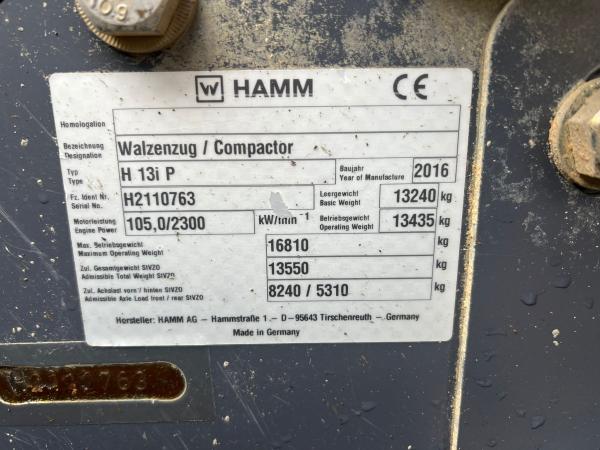 W HAMM CE
Homologation
Bezeichnung
Designation
Walzenzug / Compactor
Typ
Type
H 13i P
Baujahr
Year of Manufacture
2016
Fz. Ident Nr.
Serial No.
H2110763
Leergewicht
Basic Weight
13240 kg
Motorleistung
Engine Power
105,0/2300 kW/min⁻¹
Betriebsgewicht
Operating Weight
13435 kg
Max. Betriebsgewicht
Maximum Operating Weight
16810 kg
Zul. Gesamtgewicht StVZO
Admissible Total Weight StVZO
13550 kg
Zul. Achslast vorn / hinten StVZO
Admissible Axle Load front / rear StVZO
8240 / 5310 kg
Hersteller: HAMM AG – Hammstraße 1 – D-95643 Tirschenreuth – Germany
Made in Germany